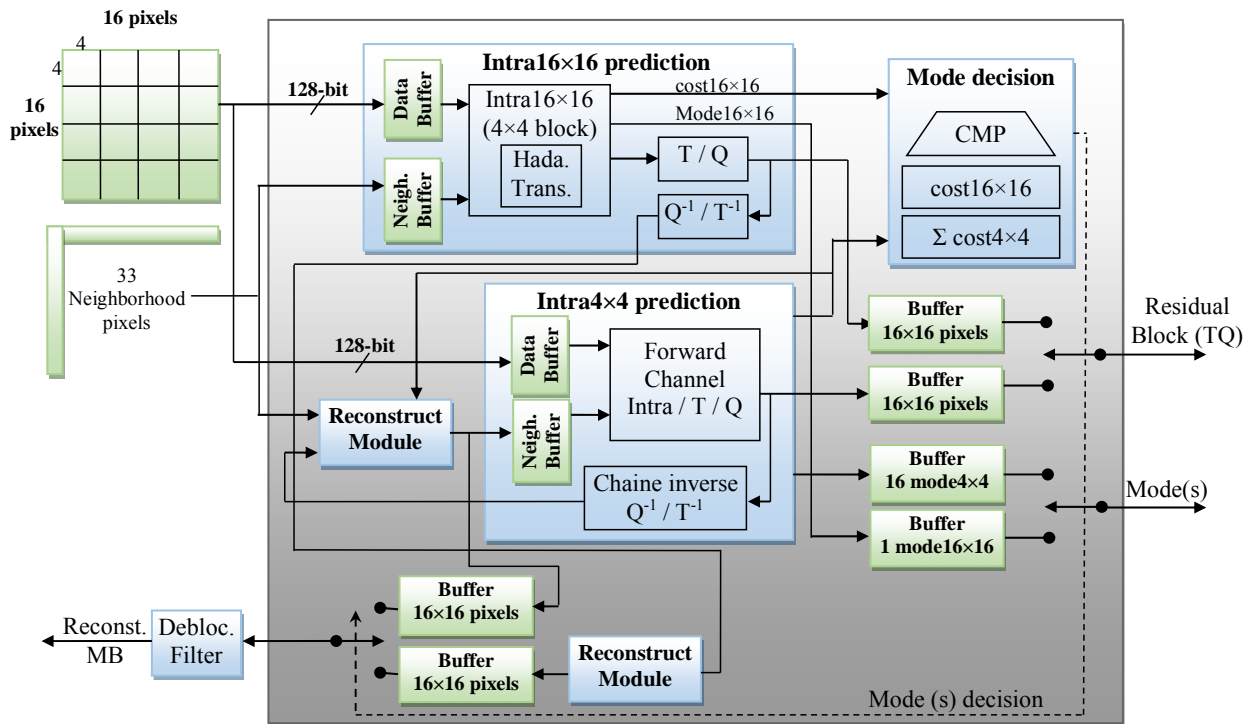 16 pixels
4
4
16
pixels
128-bit
Intra16×16 prediction
Data
Buffer
Neigh.
Buffer
Intra16×16
(4×4 block)
Hada.
Trans.
cost16×16
Mode16×16
T / Q
Q⁻¹ / T⁻¹
Mode decision
CMP
cost16×16
Σ cost4×4
33
Neighborhood
pixels
128-bit
Intra4×4 prediction
Data
Buffer
Neigh.
Buffer
Forward
Channel
Intra / T / Q
Chaine inverse
Q⁻¹ / T⁻¹
Reconstruct
Module
Buffer
16×16 pixels
Buffer
16×16 pixels
Residual
Block (TQ)
Buffer
16 mode4×4
Buffer
1 mode16×16
Mode(s)
Buffer
16×16 pixels
Buffer
16×16 pixels
Reconstruct
Module
Reconst.
MB
Debloc.
Filter
Mode (s) decision